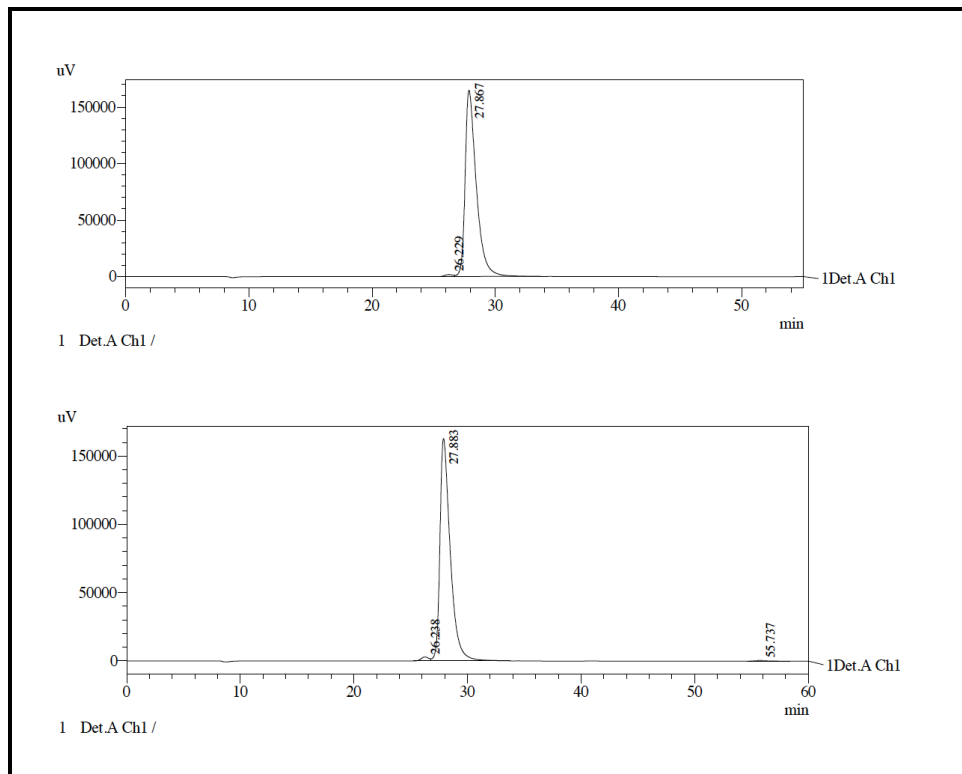 uV
150000
100000
50000
0
26.229
27.867
1Det.A Ch1
0 10 20 30 40 50
min
1 Det.A Ch1 /
uV
150000
100000
50000
0
26.238
27.883
55.737
1Det.A Ch1
0 10 20 30 40 50 60
min
1 Det.A Ch1 /